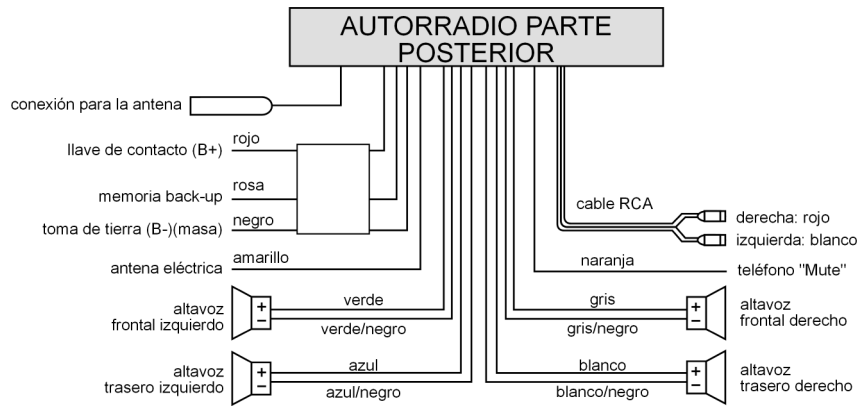 AUTORRADIO PARTE
POSTERIOR
conexión para la antena
rojo
llave de contacto (B+)
rosa
memoria back-up
negro
toma de tierra (B-)(masa)
amarillo
antena eléctrica
cable RCA
derecha: rojo
izquierda: blanco
naranja
teléfono "Mute"
altavoz
frontal izquierdo
+
−
verde
verde/negro
gris
gris/negro
+
−
altavoz
frontal derecho
altavoz
trasero izquierdo
+
−
azul
azul/negro
blanco
blanco/negro
+
−
altavoz
trasero derecho